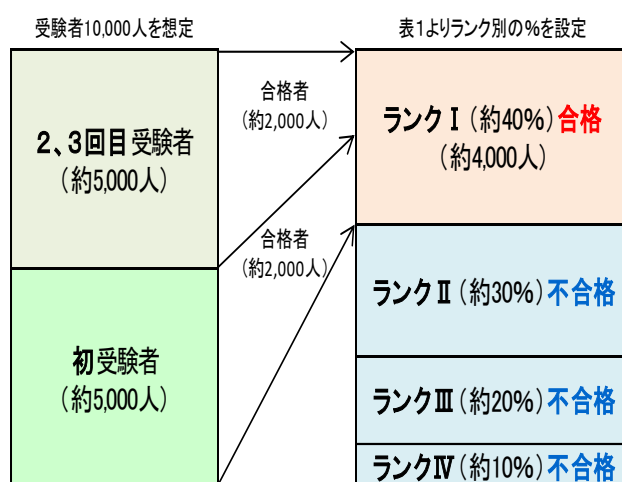 受験者10,000人を想定
表1よりランク別の%を設定
２、３回目受験者
（約5,000人）
合格者
（約2,000人）
ランクⅠ（約40%）合格
（約4,000人）
合格者
（約2,000人）
初受験者
（約5,000人）
ランクⅡ（約30%）不合格
ランクⅢ（約20%）不合格
ランクⅣ（約10%）不合格